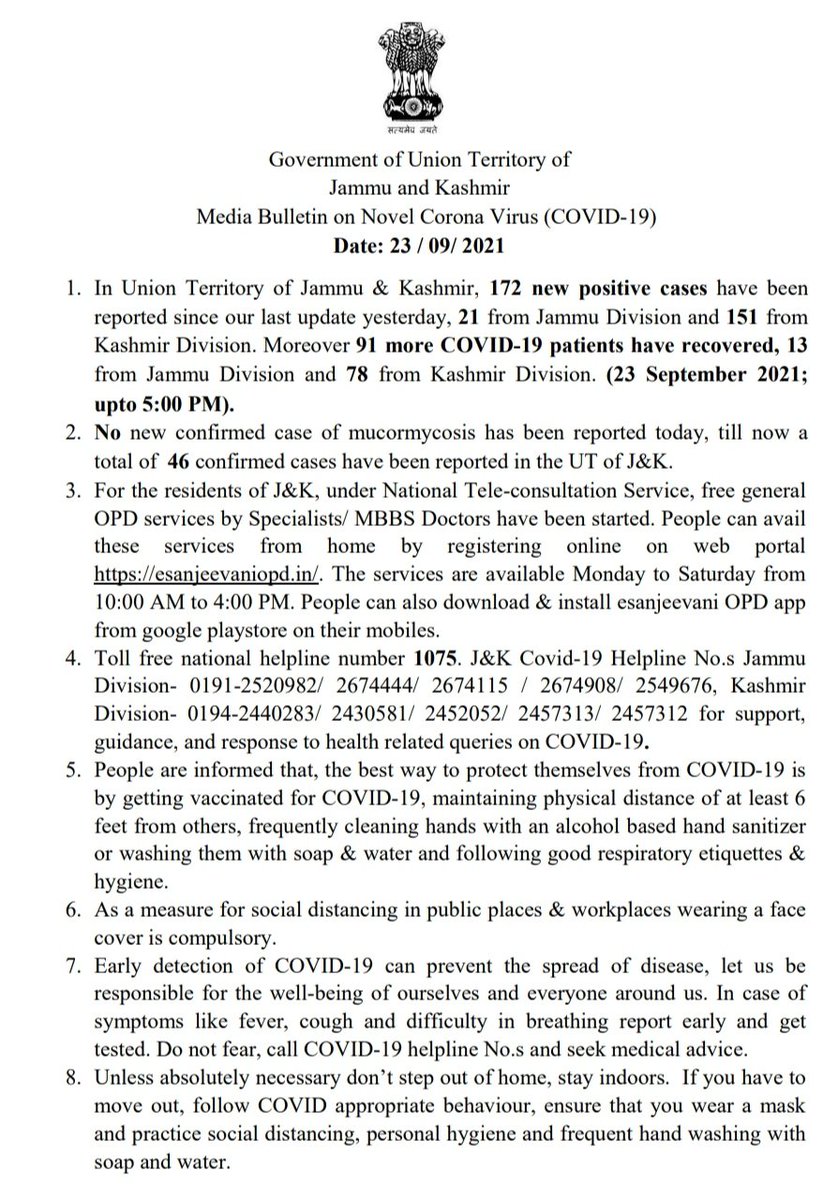 सत्यमेव जयते
Government of Union Territory of
Jammu and Kashmir
Media Bulletin on Novel Corona Virus (COVID-19)
Date: 23 / 09/ 2021
1. In Union Territory of Jammu & Kashmir, 172 new positive cases have been
reported since our last update yesterday, 21 from Jammu Division and 151 from
Kashmir Division. Moreover 91 more COVID-19 patients have recovered, 13
from Jammu Division and 78 from Kashmir Division. (23 September 2021;
upto 5:00 PM).
2. No new confirmed case of mucormycosis has been reported today, till now a
total of 46 confirmed cases have been reported in the UT of J&K.
3. For the residents of J&K, under National Tele-consultation Service, free general
OPD services by Specialists/ MBBS Doctors have been started. People can avail
these services from home by registering online on web portal
https://esanjeevaniopd.in/. The services are available Monday to Saturday from
10:00 AM to 4:00 PM. People can also download & install esanjeevani OPD app
from google playstore on their mobiles.
4. Toll free national helpline number 1075. J&K Covid-19 Helpline No.s Jammu
Division- 0191-2520982/ 2674444/ 2674115 / 2674908/ 2549676, Kashmir
Division- 0194-2440283/ 2430581/ 2452052/ 2457313/ 2457312 for support,
guidance, and response to health related queries on COVID-19.
5. People are informed that, the best way to protect themselves from COVID-19 is
by getting vaccinated for COVID-19, maintaining physical distance of at least 6
feet from others, frequently cleaning hands with an alcohol based hand sanitizer
or washing them with soap & water and following good respiratory etiquettes &
hygiene.
6. As a measure for social distancing in public places & workplaces wearing a face
cover is compulsory.
7. Early detection of COVID-19 can prevent the spread of disease, let us be
responsible for the well-being of ourselves and everyone around us. In case of
symptoms like fever, cough and difficulty in breathing report early and get
tested. Do not fear, call COVID-19 helpline No.s and seek medical advice.
8. Unless absolutely necessary don’t step out of home, stay indoors. If you have to
move out, follow COVID appropriate behaviour, ensure that you wear a mask
and practice social distancing, personal hygiene and frequent hand washing with
soap and water.